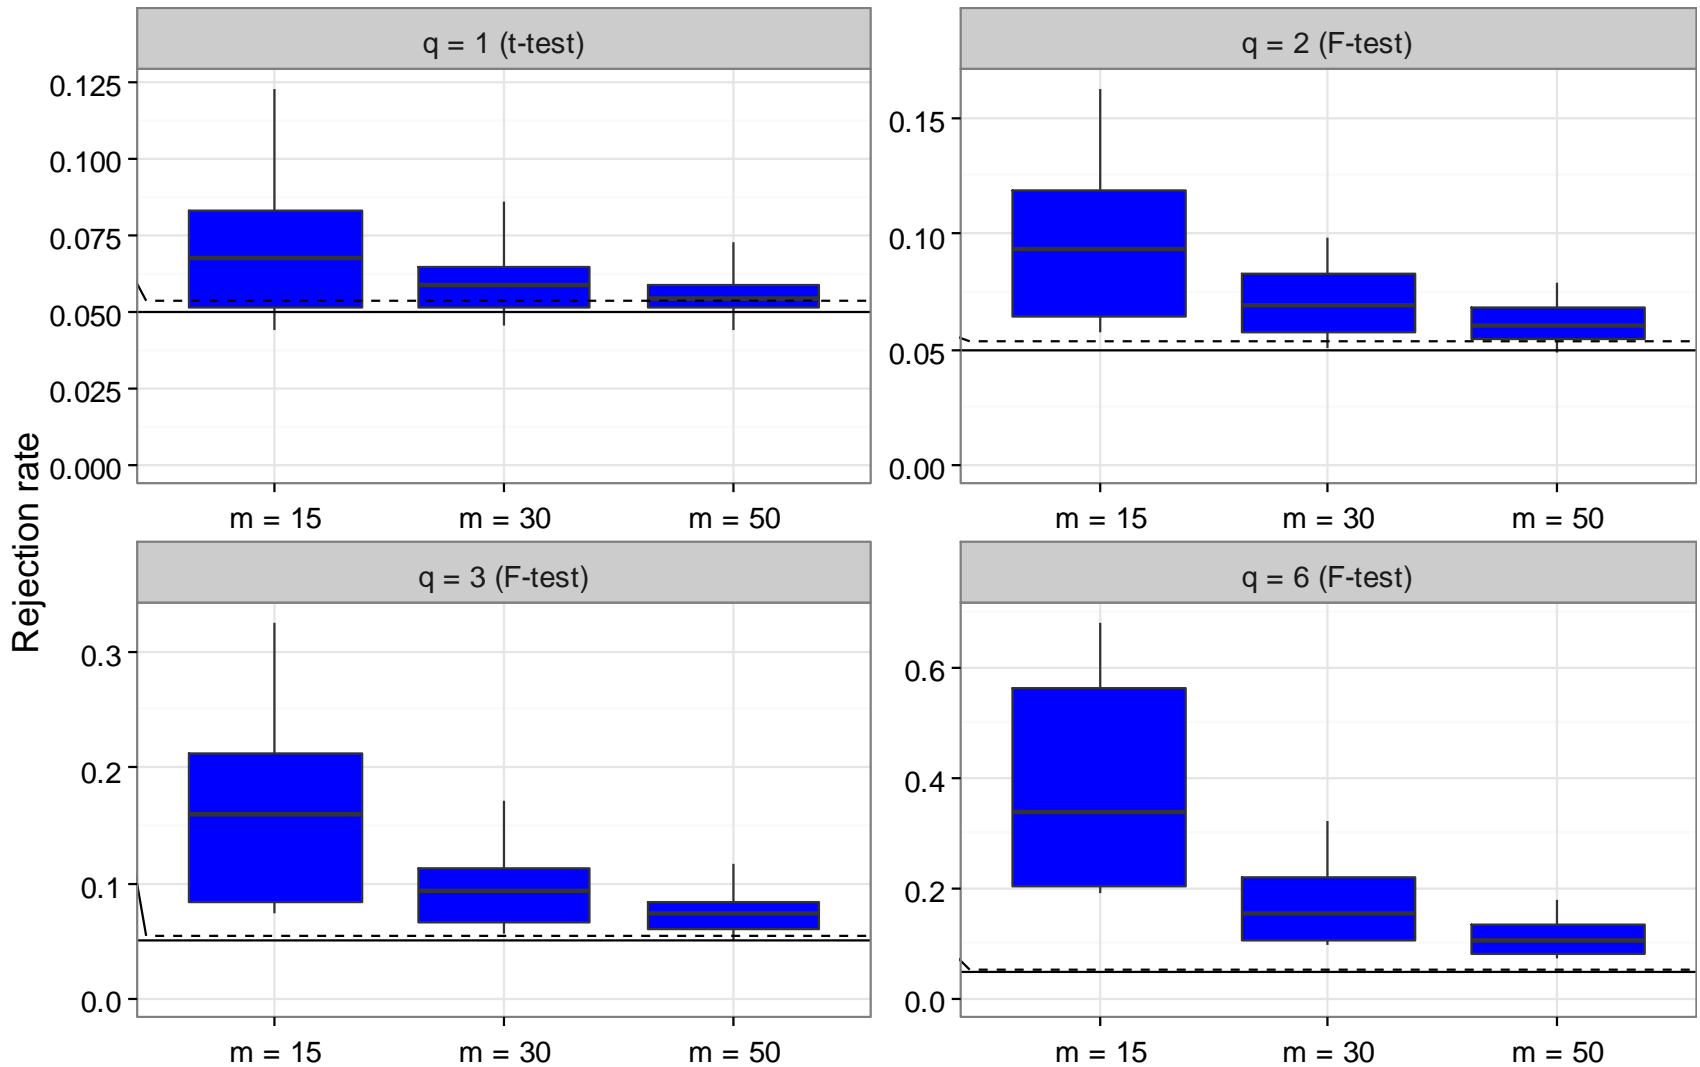 Rejection rate
q = 1 (t-test)
0.125
0.100
0.075
0.050
0.025
0.000
m = 15 m = 30 m = 50
q = 2 (F-test)
0.15
0.10
0.05
0.00
m = 15 m = 30 m = 50
q = 3 (F-test)
0.3
0.2
0.1
0.0
m = 15 m = 30 m = 50
q = 6 (F-test)
0.6
0.4
0.2
0.0
m = 15 m = 30 m = 50